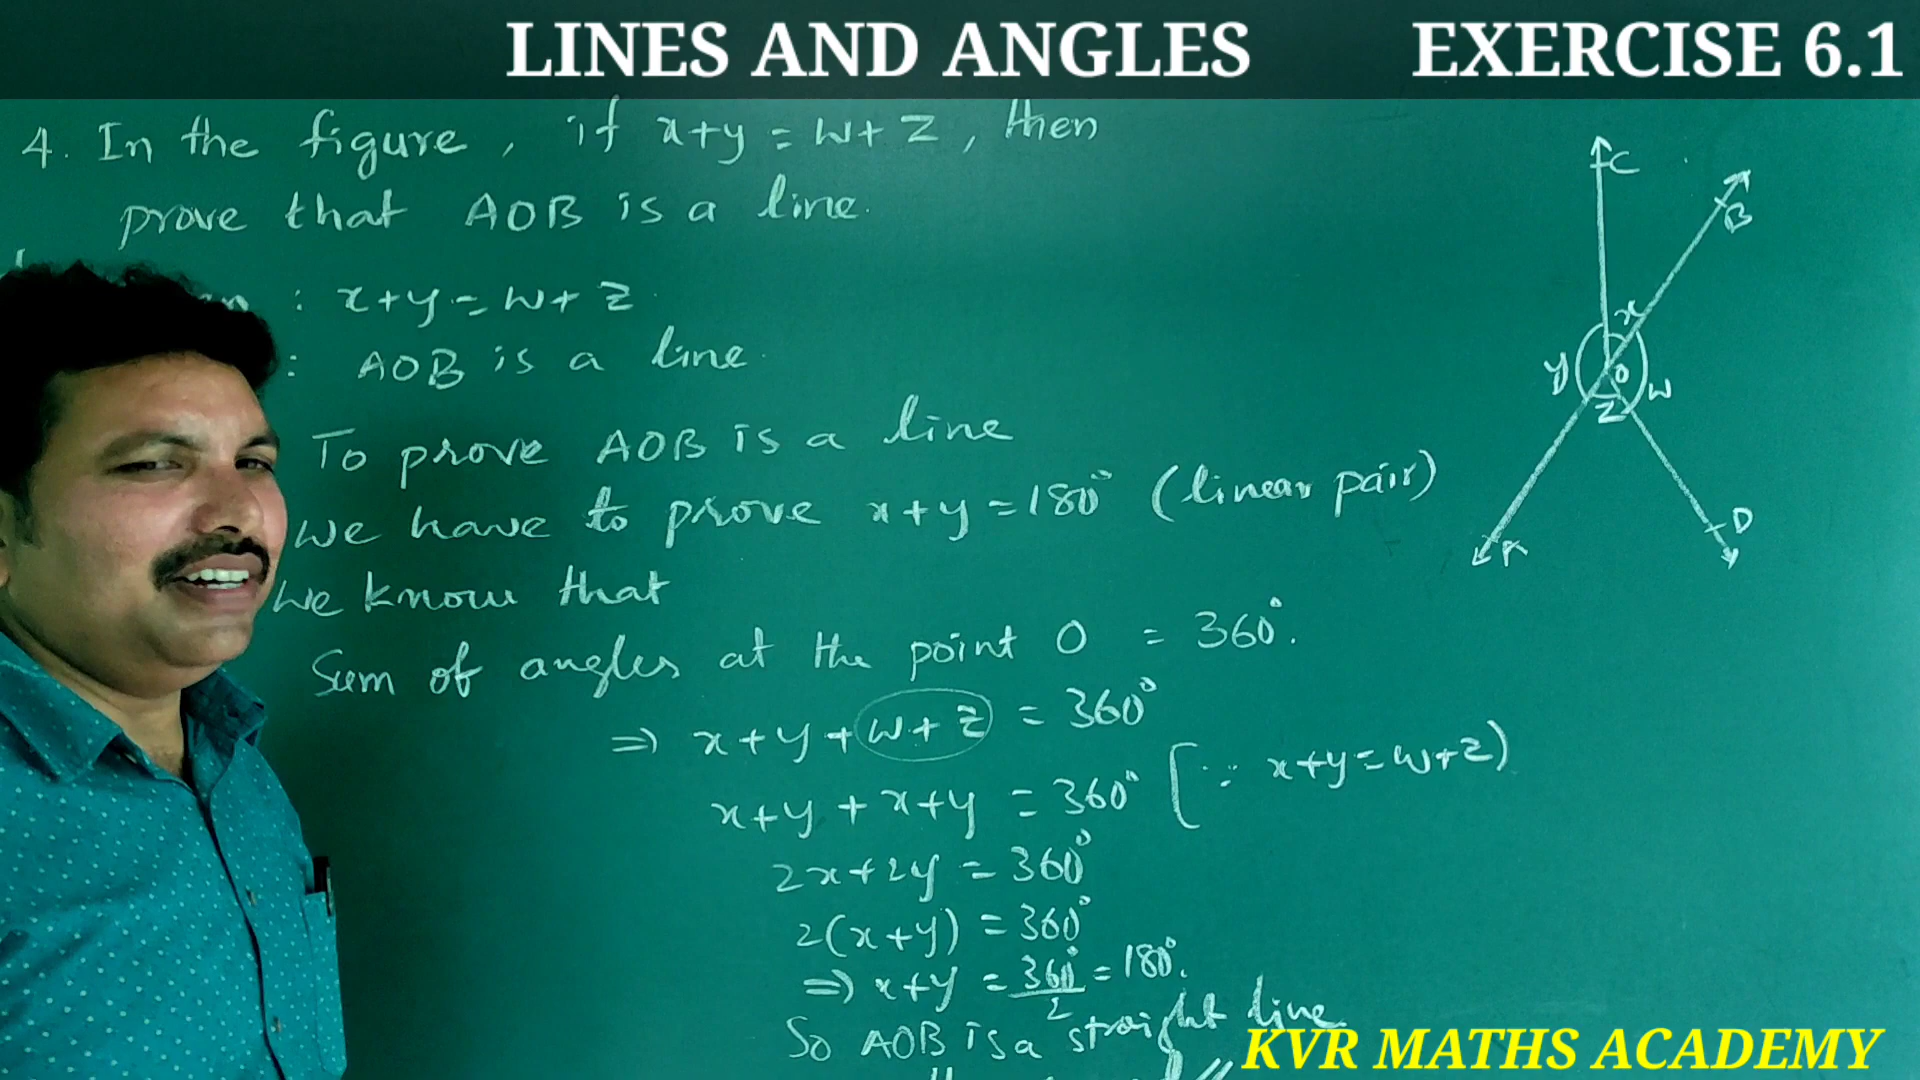 LINES AND ANGLES EXERCISE 6.1
4. In the figure, if x+y = w+z, then
prove that AOB is a line.
: x+y = w+z.
: AOB is a line.
To prove AOB is a line
We have to prove x+y = 180° (linear pair)
We know that
Sum of angles at the point O = 360°.
⇒ x+y+w+z = 360°
x+y+x+y = 360° [∵ x+y=w+z)
2x+2y = 360°
2(x+y) = 360°
⇒ x+y = 360°/2 = 180°.
So AOB is a straight line
C
B
x
y
O
w
z
A
D
KVR MATHS ACADEMY